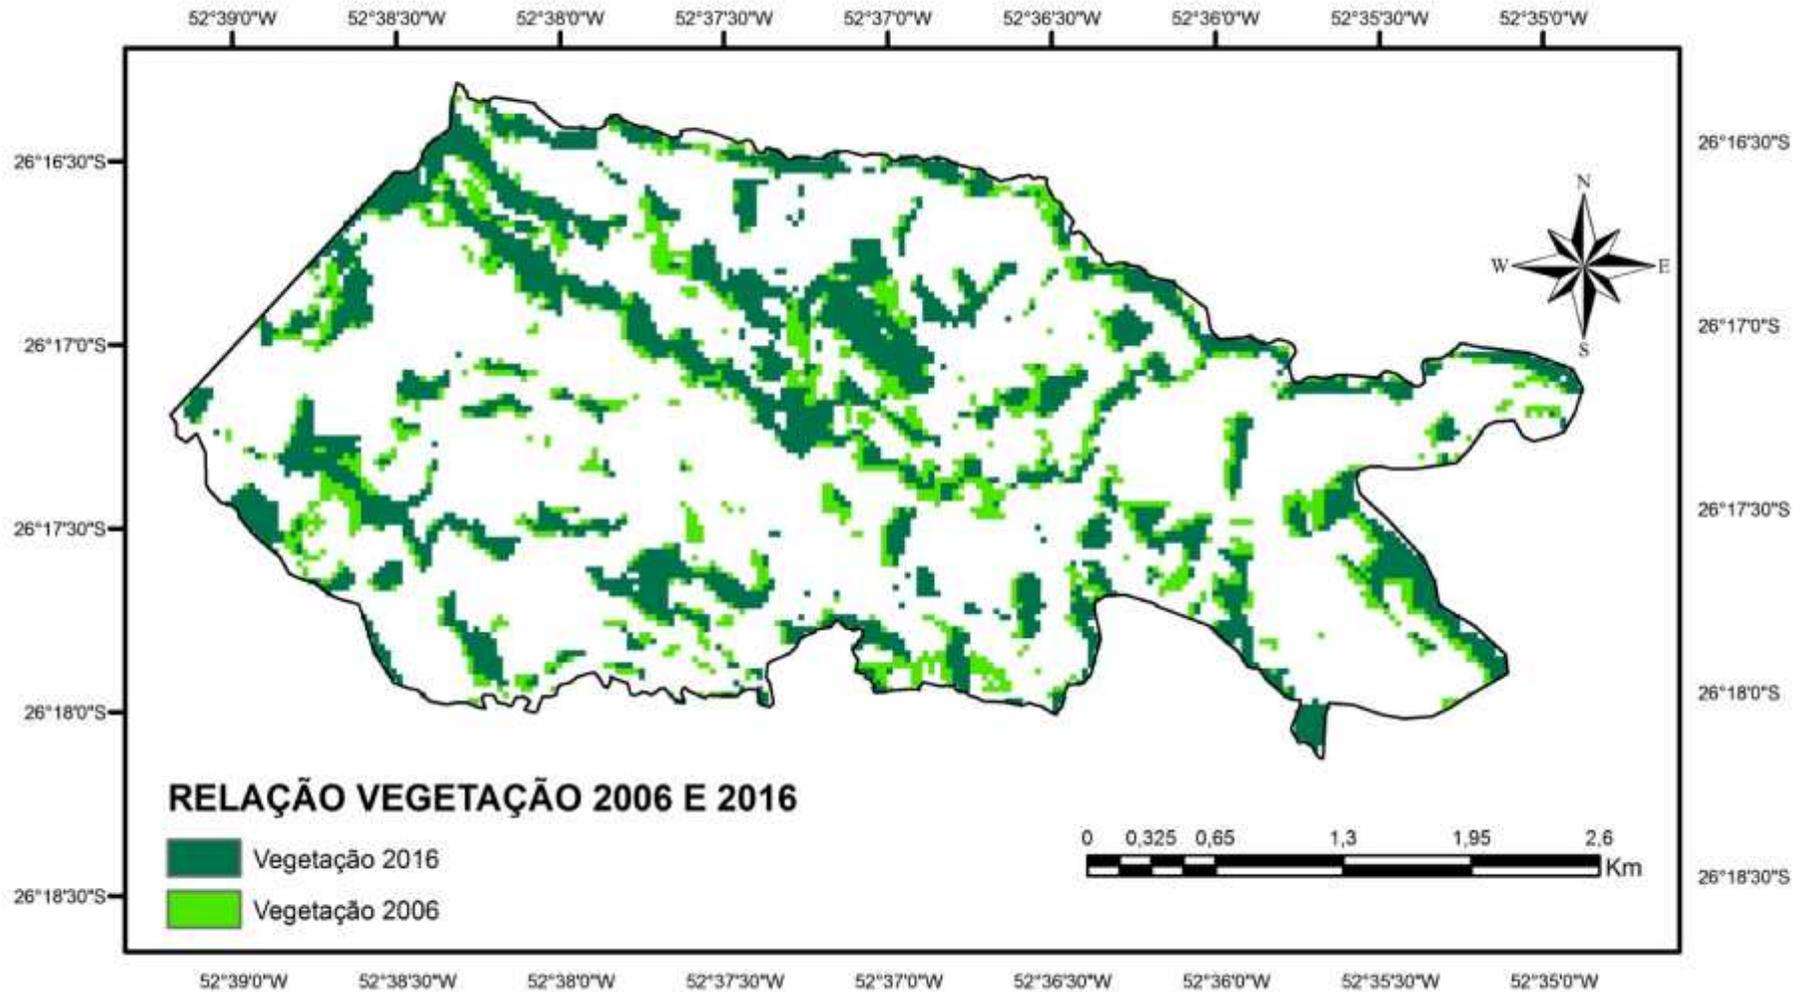 52°39'0"W 52°38'30"W 52°38'0"W 52°37'30"W 52°37'0"W 52°36'30"W 52°36'0"W 52°35'30"W 52°35'0"W
26°16'30"S 26°16'30"S
N
W E
S
26°17'0"S 26°17'0"S
26°17'30"S 26°17'30"S
26°18'0"S 26°18'0"S
RELAÇÃO VEGETAÇÃO 2006 E 2016
Vegetação 2016
Vegetação 2006
0 0,325 0,65 1,3 1,95 2,6
Km
26°18'30"S 26°18'30"S
52°39'0"W 52°38'30"W 52°38'0"W 52°37'30"W 52°37'0"W 52°36'30"W 52°36'0"W 52°35'30"W 52°35'0"W